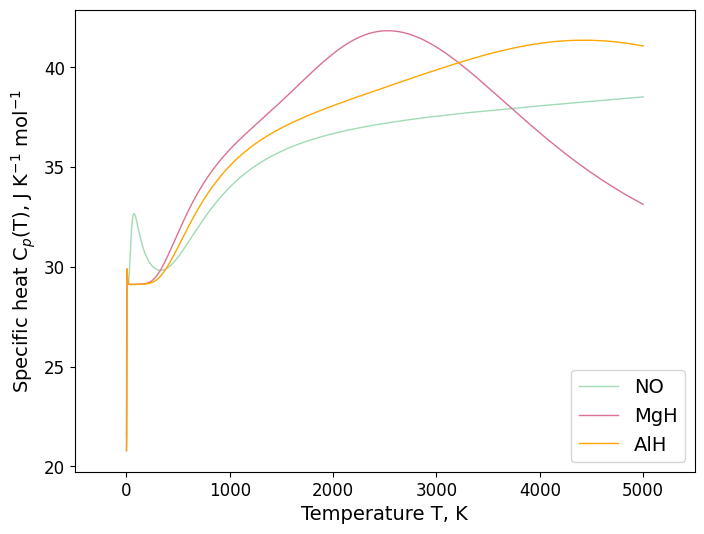 Specific heat C$_p$(T), J K$^{-1}$ mol$^{-1}$
40
35
30
25
20
0 1000 2000 3000 4000 5000
Temperature T, K
NO
MgH
AlH